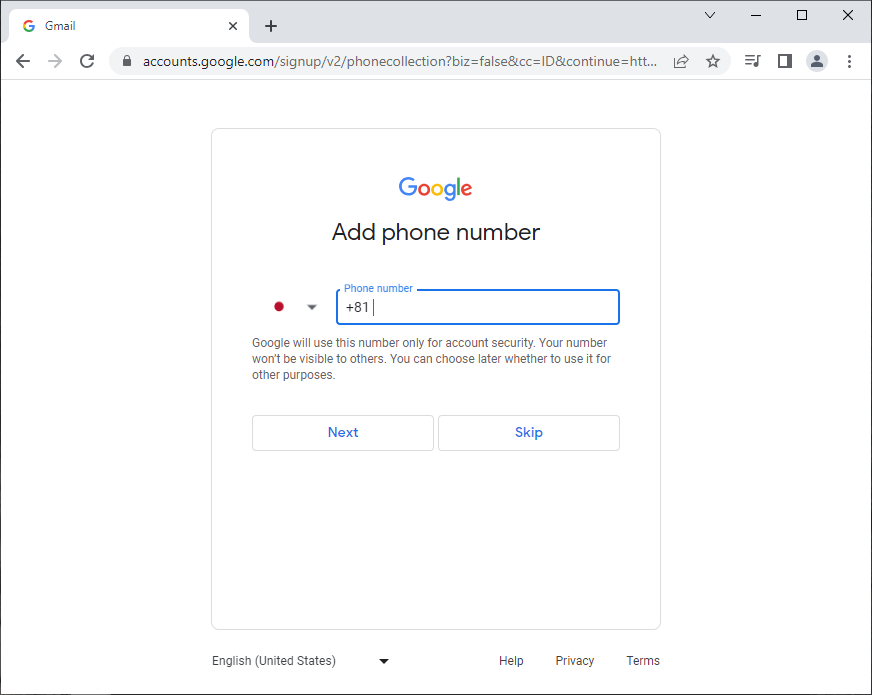 Gmail
accounts.google.com/signup/v2/phonecollection?biz=false&cc=ID&continue=htt...
Google
Add phone number
Phone number
+81
Google will use this number only for account security. Your number
won't be visible to others. You can choose later whether to use it for
other purposes.
Next Skip
English (United States) Help Privacy Terms